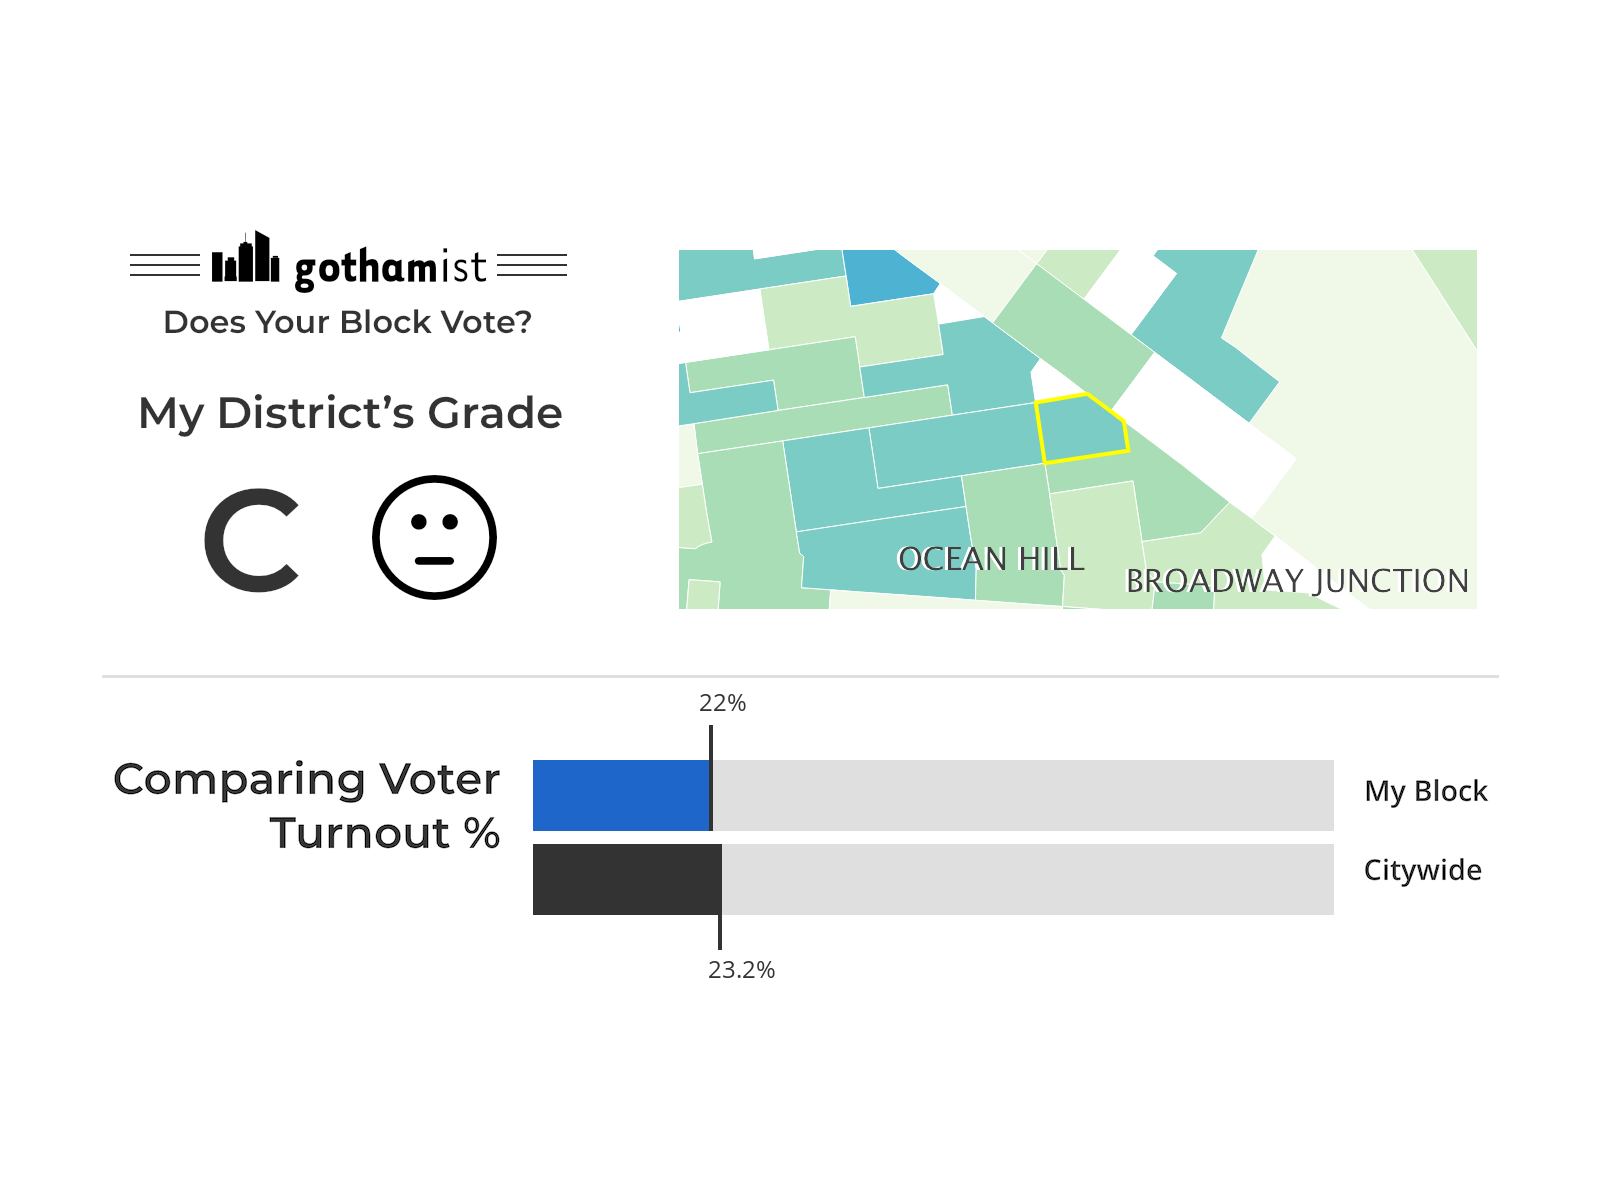 gothamist
Does Your Block Vote?
My District’s Grade
C
OCEAN HILL
BROADWAY JUNCTION
Comparing Voter
Turnout %
22%
My Block
Citywide
23.2%